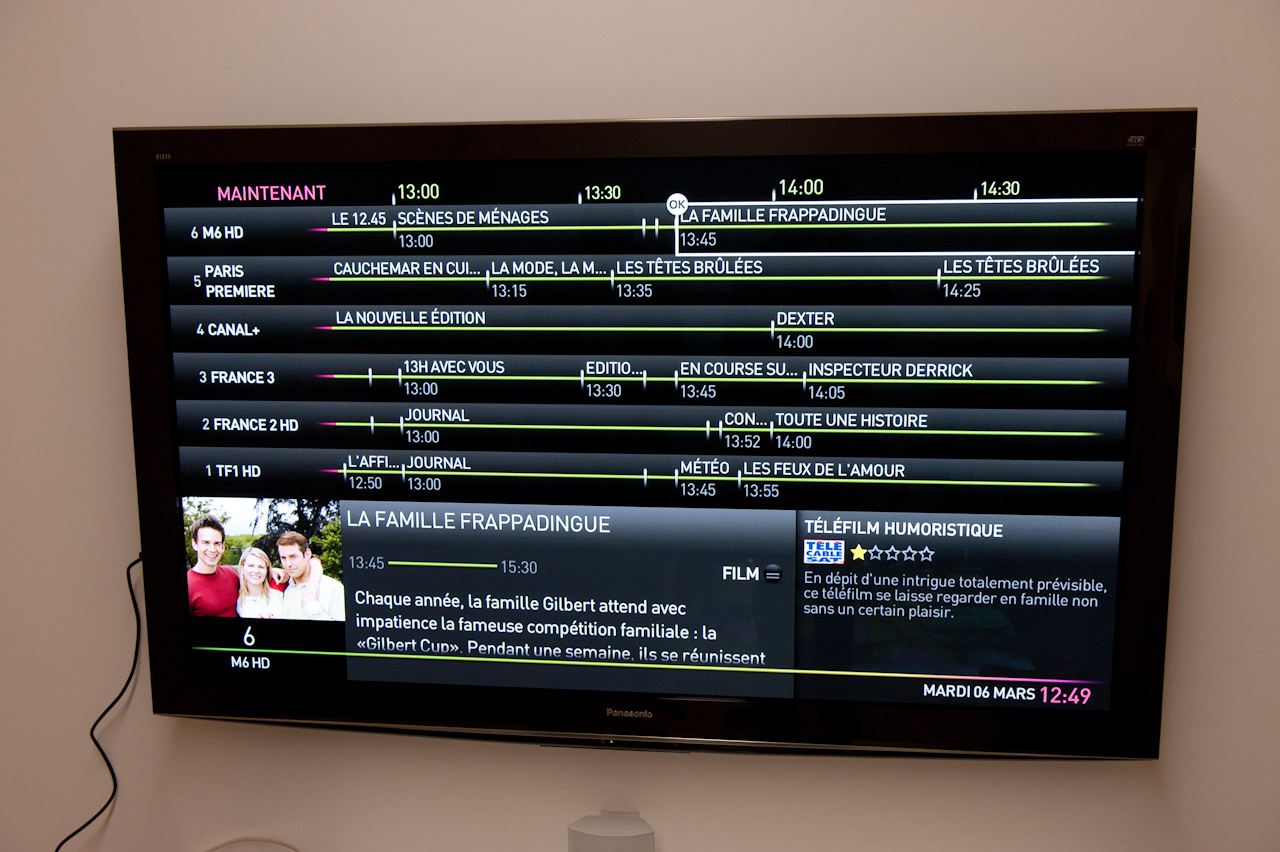 MAINTENANT 13:00 13:30 14:00 14:30
OK
LE 12.45 SCÈNES DE MÉNAGES LA FAMILLE FRAPPADINGUE
6 M6 HD
13:00 13:45
CAUCHEMAR EN CUI... LA MODE, LA M... LES TÊTES BRÛLÉES LES TÊTES BRÛLÉES
5 PARIS
PREMIERE
13:15 13:35 14:25
LA NOUVELLE ÉDITION DEXTER
4 CANAL+
14:00
13H AVEC VOUS EDITIO... EN COURSE SU... INSPECTEUR DERRICK
3 FRANCE 3
13:00 13:30 13:45 14:05
JOURNAL CON... TOUTE UNE HISTOIRE
2 FRANCE 2 HD
13:00 13:52 14:00
L'AFFI... JOURNAL MÉTÉO LES FEUX DE L'AMOUR
1 TF1 HD
12:50 13:00 13:45 13:55
LA FAMILLE FRAPPADINGUE
13:45 15:30
FILM
Chaque année, la famille Gilbert attend avec
impatience la fameuse compétition familiale : la
«Gilbert Cup». Pendant une semaine, ils se réunissent
TÉLÉFILM HUMORISTIQUE
TÉLÉ
CABLE
SAT
En dépit d'une intrigue totalement prévisible,
ce téléfilm se laisse regarder en famille non
sans un certain plaisir.
6
M6 HD
MARDI 06 MARS 12:49
Panasonic